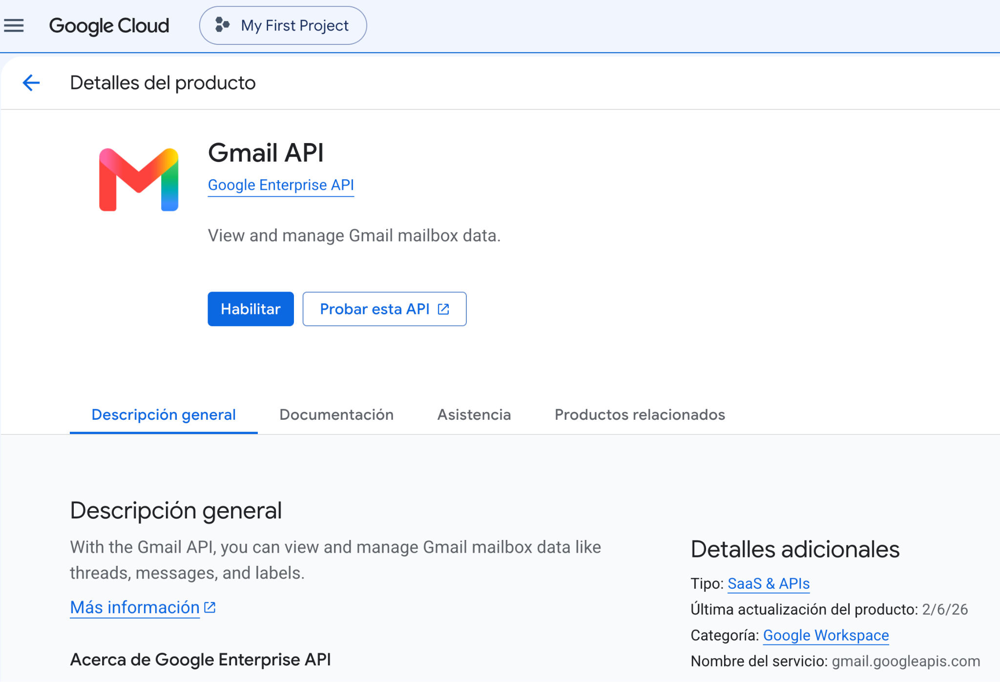 Google Cloud
My First Project
Detalles del producto
Gmail API
Google Enterprise API
View and manage Gmail mailbox data.
Habilitar
Probar esta API
Descripción general
Documentación
Asistencia
Productos relacionados
Descripción general
With the Gmail API, you can view and manage Gmail mailbox data like
threads, messages, and labels.
Más información
Acerca de Google Enterprise API
Detalles adicionales
Tipo: SaaS & APIs
Última actualización del producto: 2/6/26
Categoría: Google Workspace
Nombre del servicio: gmail.googleapis.com